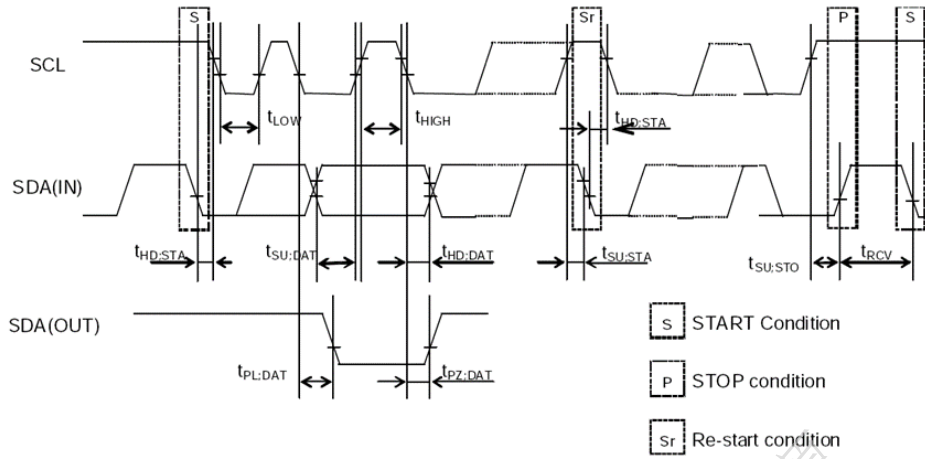 S Sr P S
SCL
tLOW tHIGH tHD;STA
SDA(IN)
tHD;STA tSU;DAT tHD;DAT tSU;STA tSU;STO tRCV
SDA(OUT)
S START Condition
tPL;DAT tPZ;DAT
P STOP condition
Sr Re-start condition